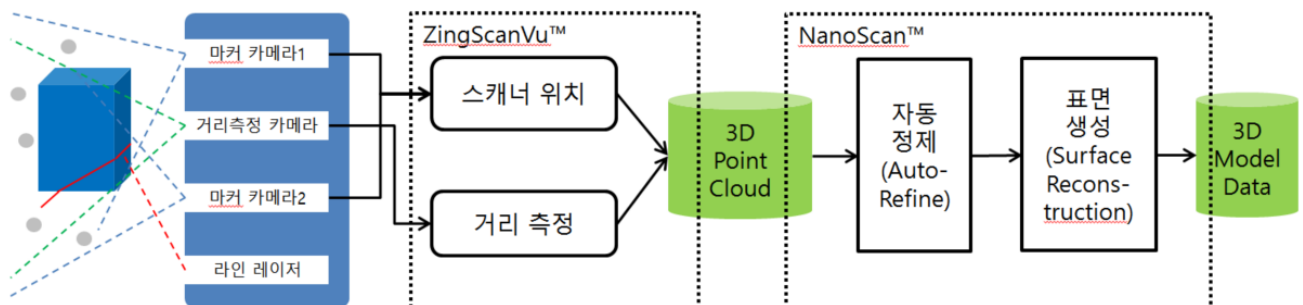 마커 카메라1
거리측정 카메라
마커 카메라2
라인 레이저
ZingScanVu™
스캐너 위치
거리 측정
3D
Point
Cloud
NanoScan™
자동
정제
(Auto-
Refine)
표면
생성
(Surface
Recons-
truction)
3D
Model
Data